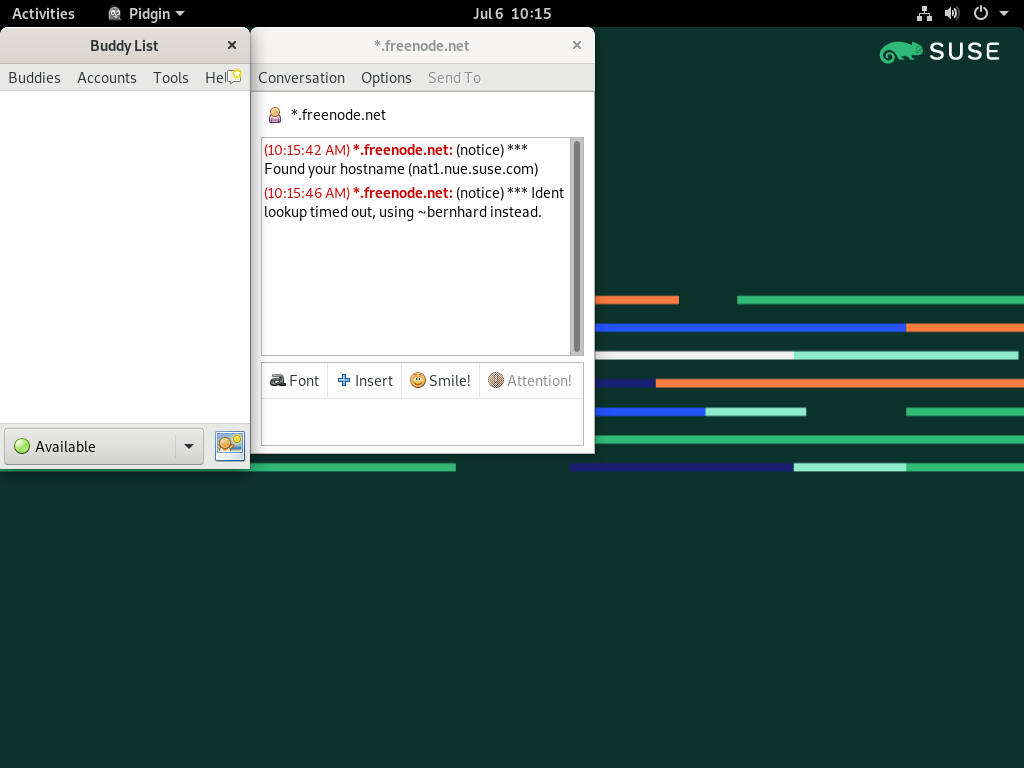 Activities Pidgin Jul 6 10:15
SUSE
Buddy List
Buddies Accounts Tools
Available
*.freenode.net
Conversation Options Send To
*.freenode.net
(10:15:42 AM) *.freenode.net: (notice) ***
Found your hostname (nat1.nue.suse.com)
(10:15:46 AM) *.freenode.net: (notice) *** Ident
lookup timed out, using ~bernhard instead.
Font Insert Smile! Attention!